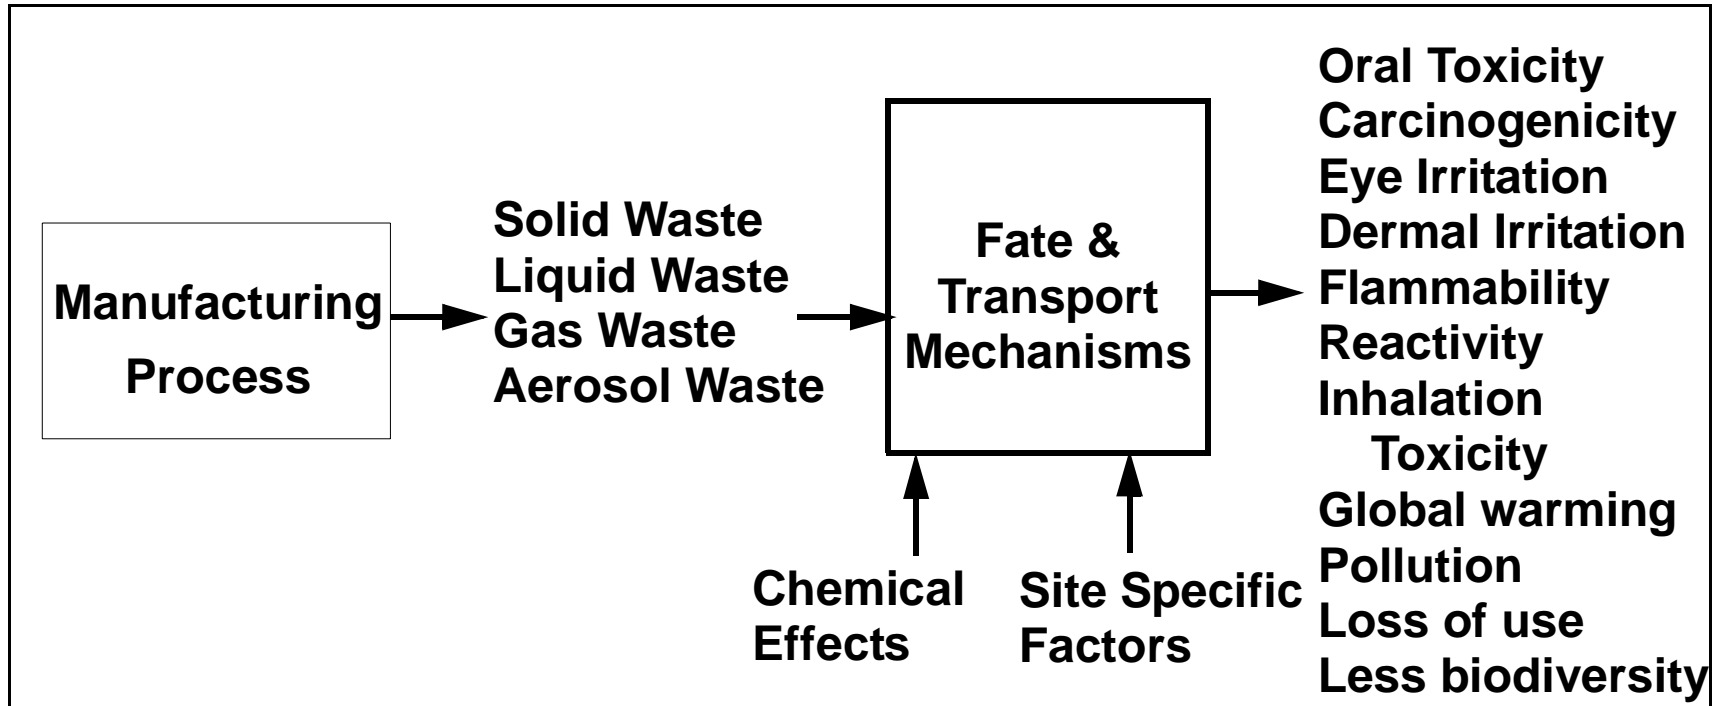 Manufacturing
Process
Solid Waste
Liquid Waste
Gas Waste
Aerosol Waste
Fate &
Transport
Mechanisms
Chemical
Effects
Site Specific
Factors
Oral Toxicity
Carcinogenicity
Eye Irritation
Dermal Irritation
Flammability
Reactivity
Inhalation
Toxicity
Global warming
Pollution
Loss of use
Less biodiversity